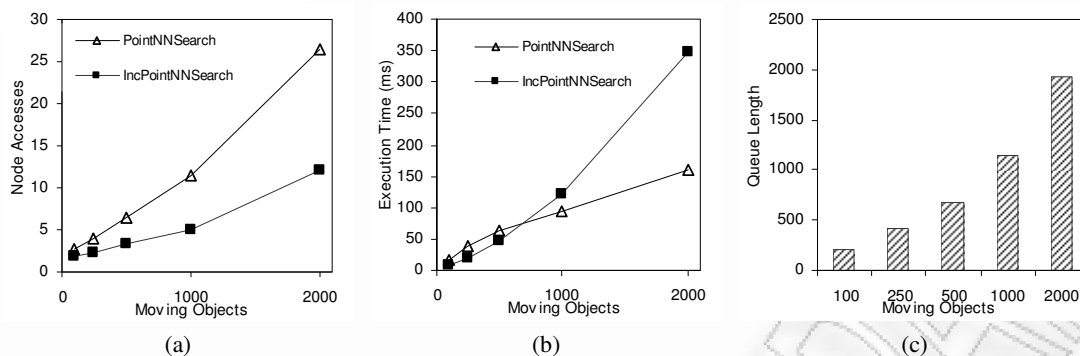 30
25
20
15
10
5
0
Node Accesses
PointNNSearch
IncPointNNSearch
0 1000 2000
Moving Objects
(a)
400
350
300
250
200
150
100
50
0
Execution Time (ms)
PointNNSearch
IncPointNNSearch
0 1000 2000
Moving Objects
(b)
2500
2000
1500
1000
500
0
Queue Length
100 250 500 1000 2000
Moving Objects
(c)